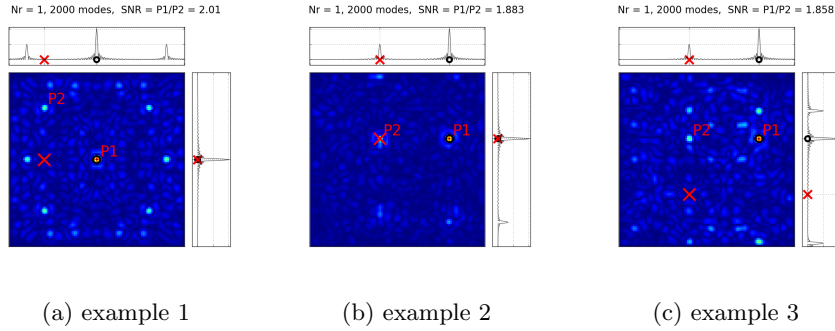 Nr = 1, 2000 modes, SNR = P1/P2 = 2.01
P2
P1
(a) example 1
Nr = 1, 2000 modes, SNR = P1/P2 = 1.883
P2
P1
(b) example 2
Nr = 1, 2000 modes, SNR = P1/P2 = 1.858
P2
P1
(c) example 3